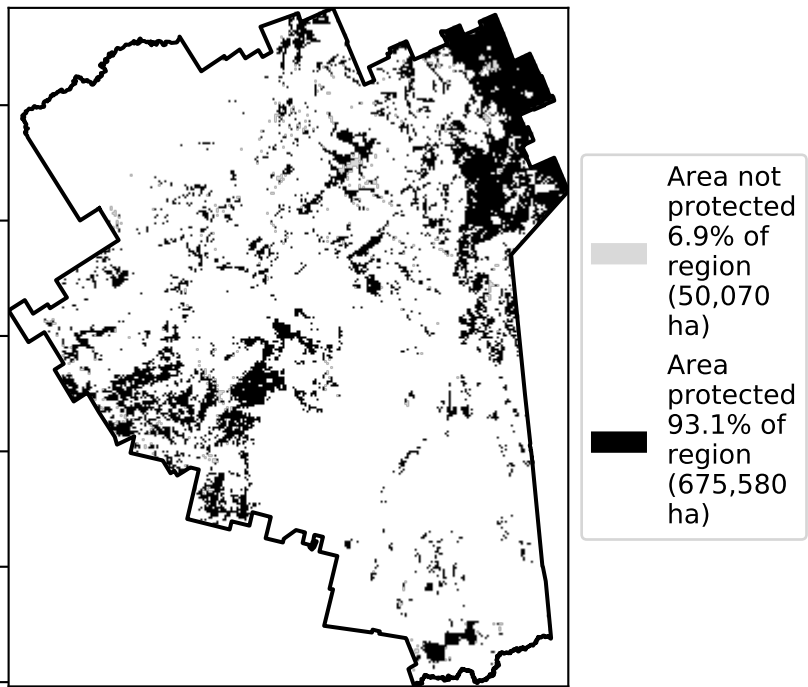 Area not
protected
6.9% of
region
(50,070
ha)
Area
protected
93.1% of
region
(675,580
ha)